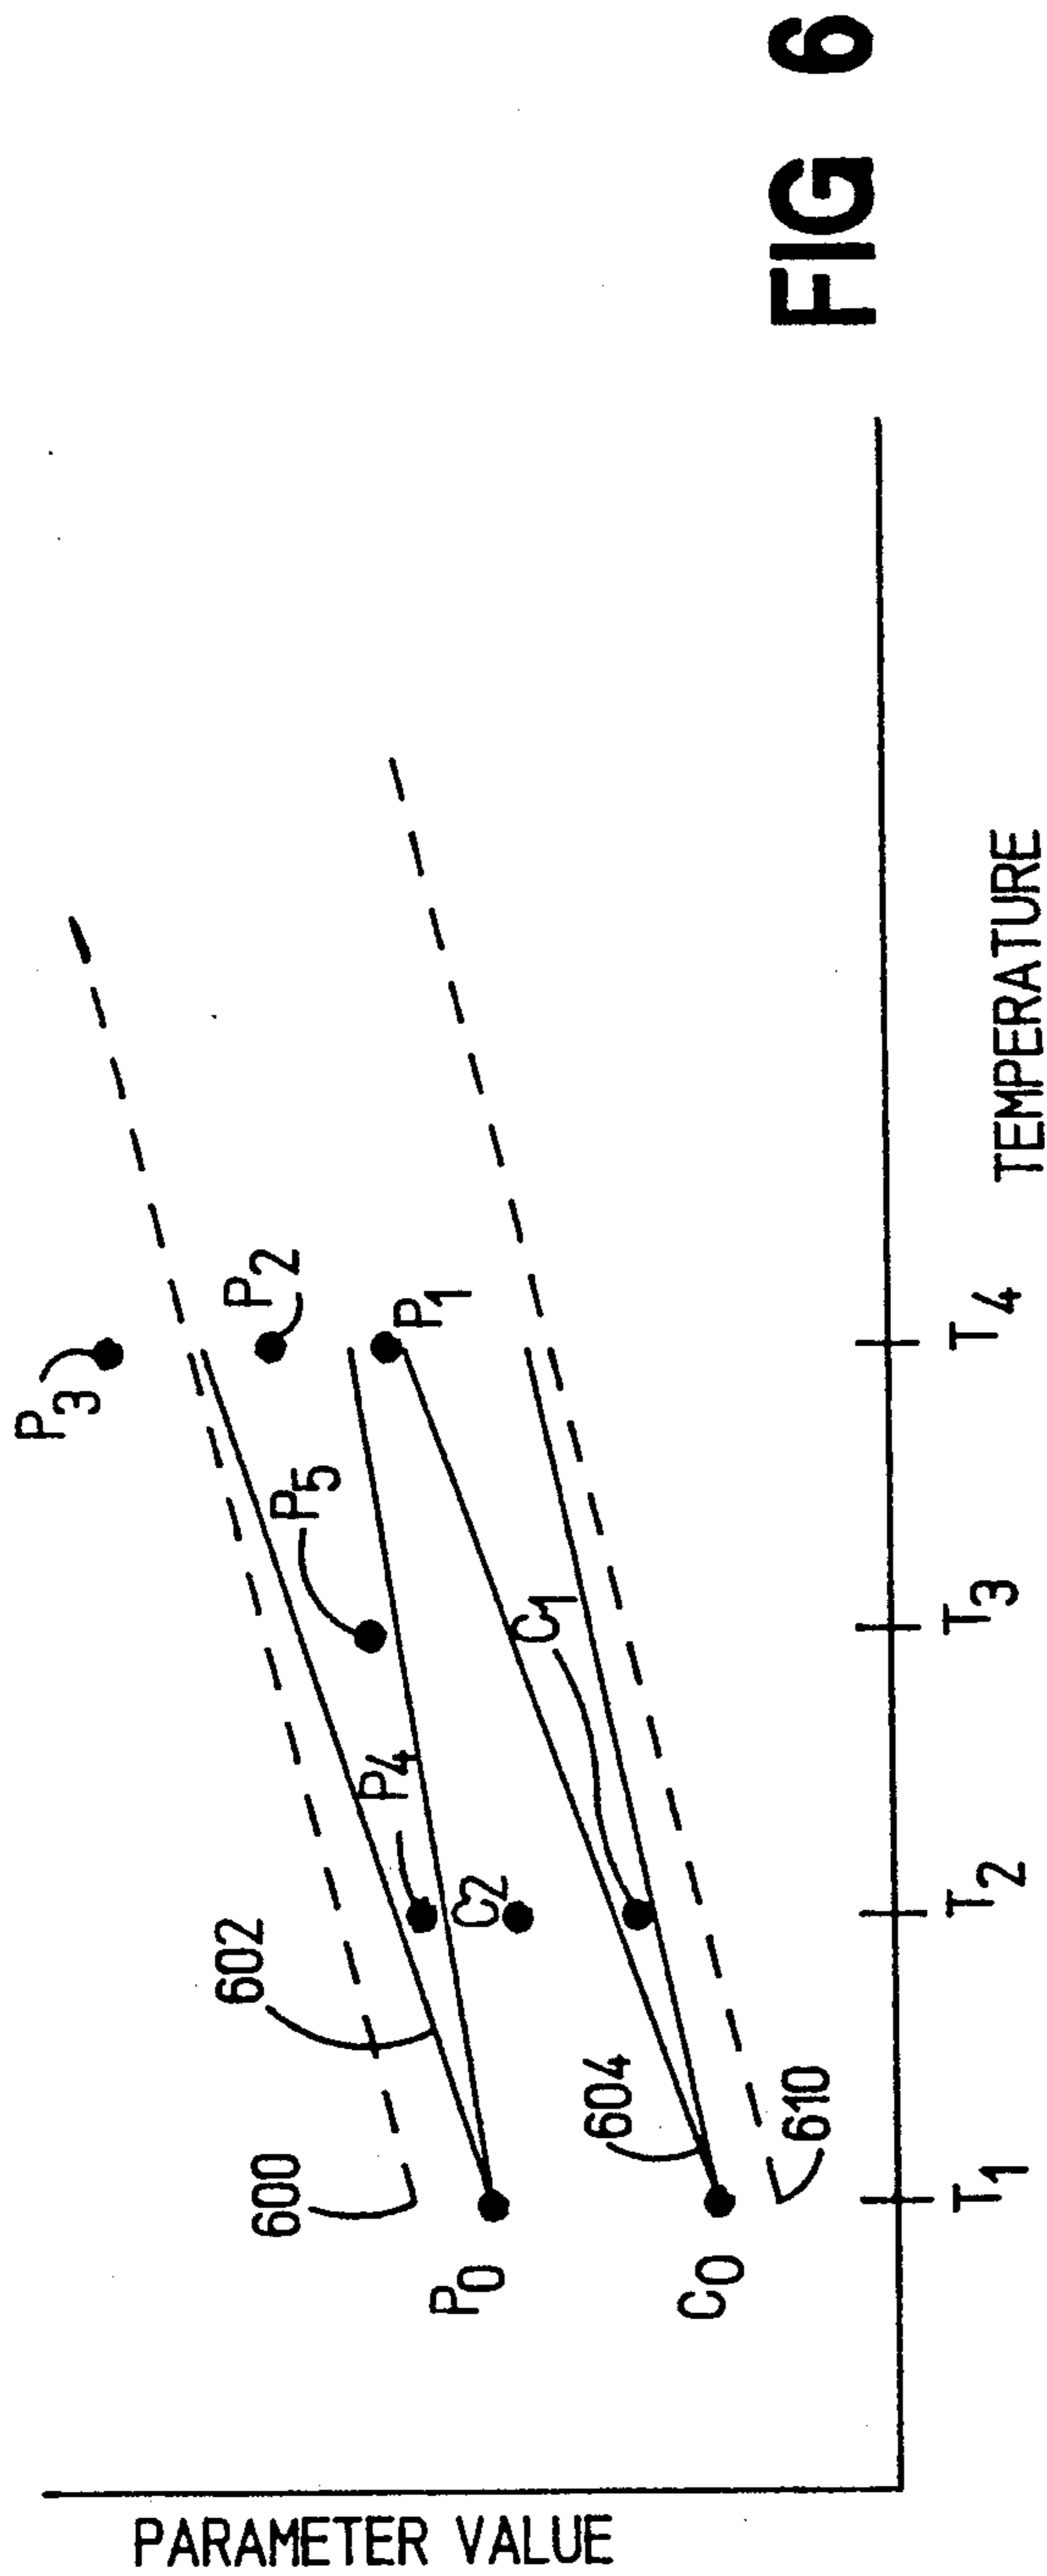 PARAMETER VALUE
P3
P2
P1
P5
P4
C2
C1
602
600
604
610
P0
C0
T1
T2
T3
T4
TEMPERATURE
FIG 6